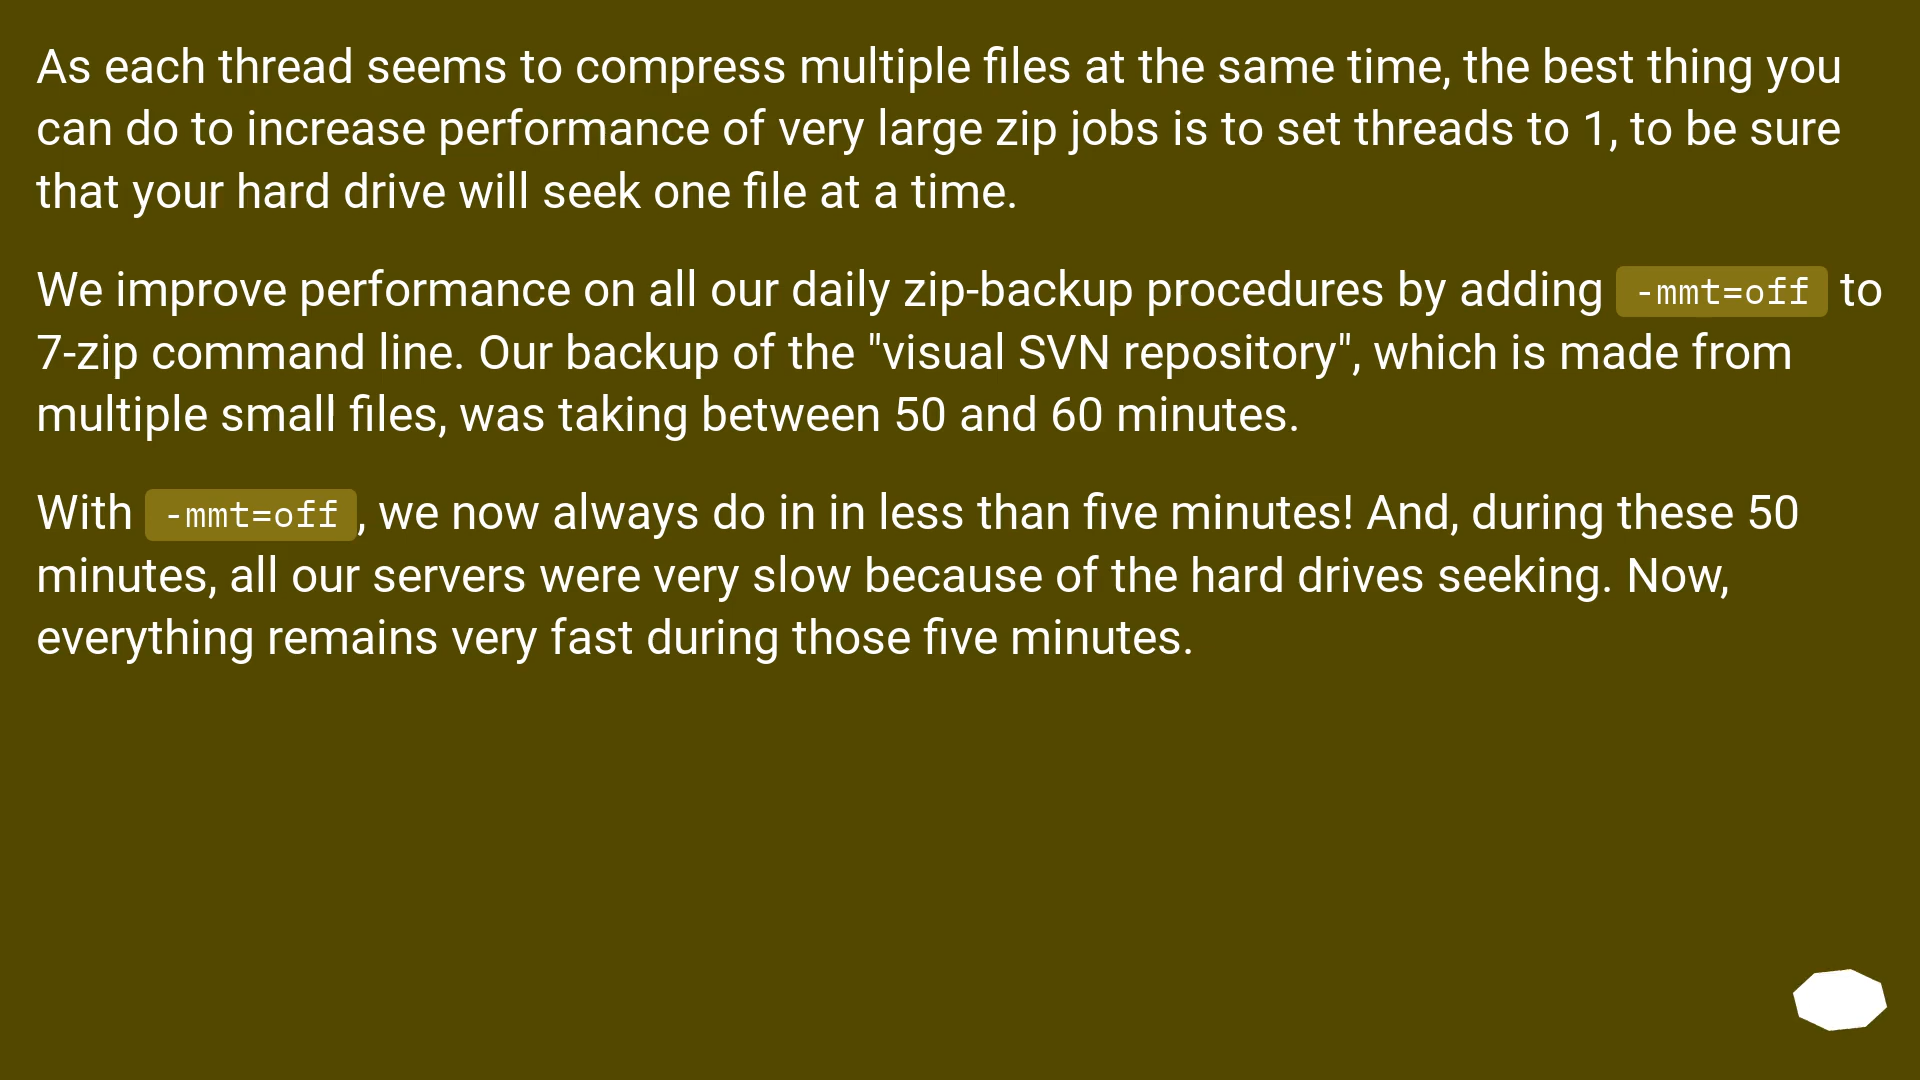 As each thread seems to compress multiple files at the same time, the best thing you
can do to increase performance of very large zip jobs is to set threads to 1, to be sure
that your hard drive will seek one file at a time.
We improve performance on all our daily zip-backup procedures by adding -mmt=off to
7-zip command line. Our backup of the "visual SVN repository", which is made from
multiple small files, was taking between 50 and 60 minutes.
With -mmt=off, we now always do in in less than five minutes! And, during these 50
minutes, all our servers were very slow because of the hard drives seeking. Now,
everything remains very fast during those five minutes.